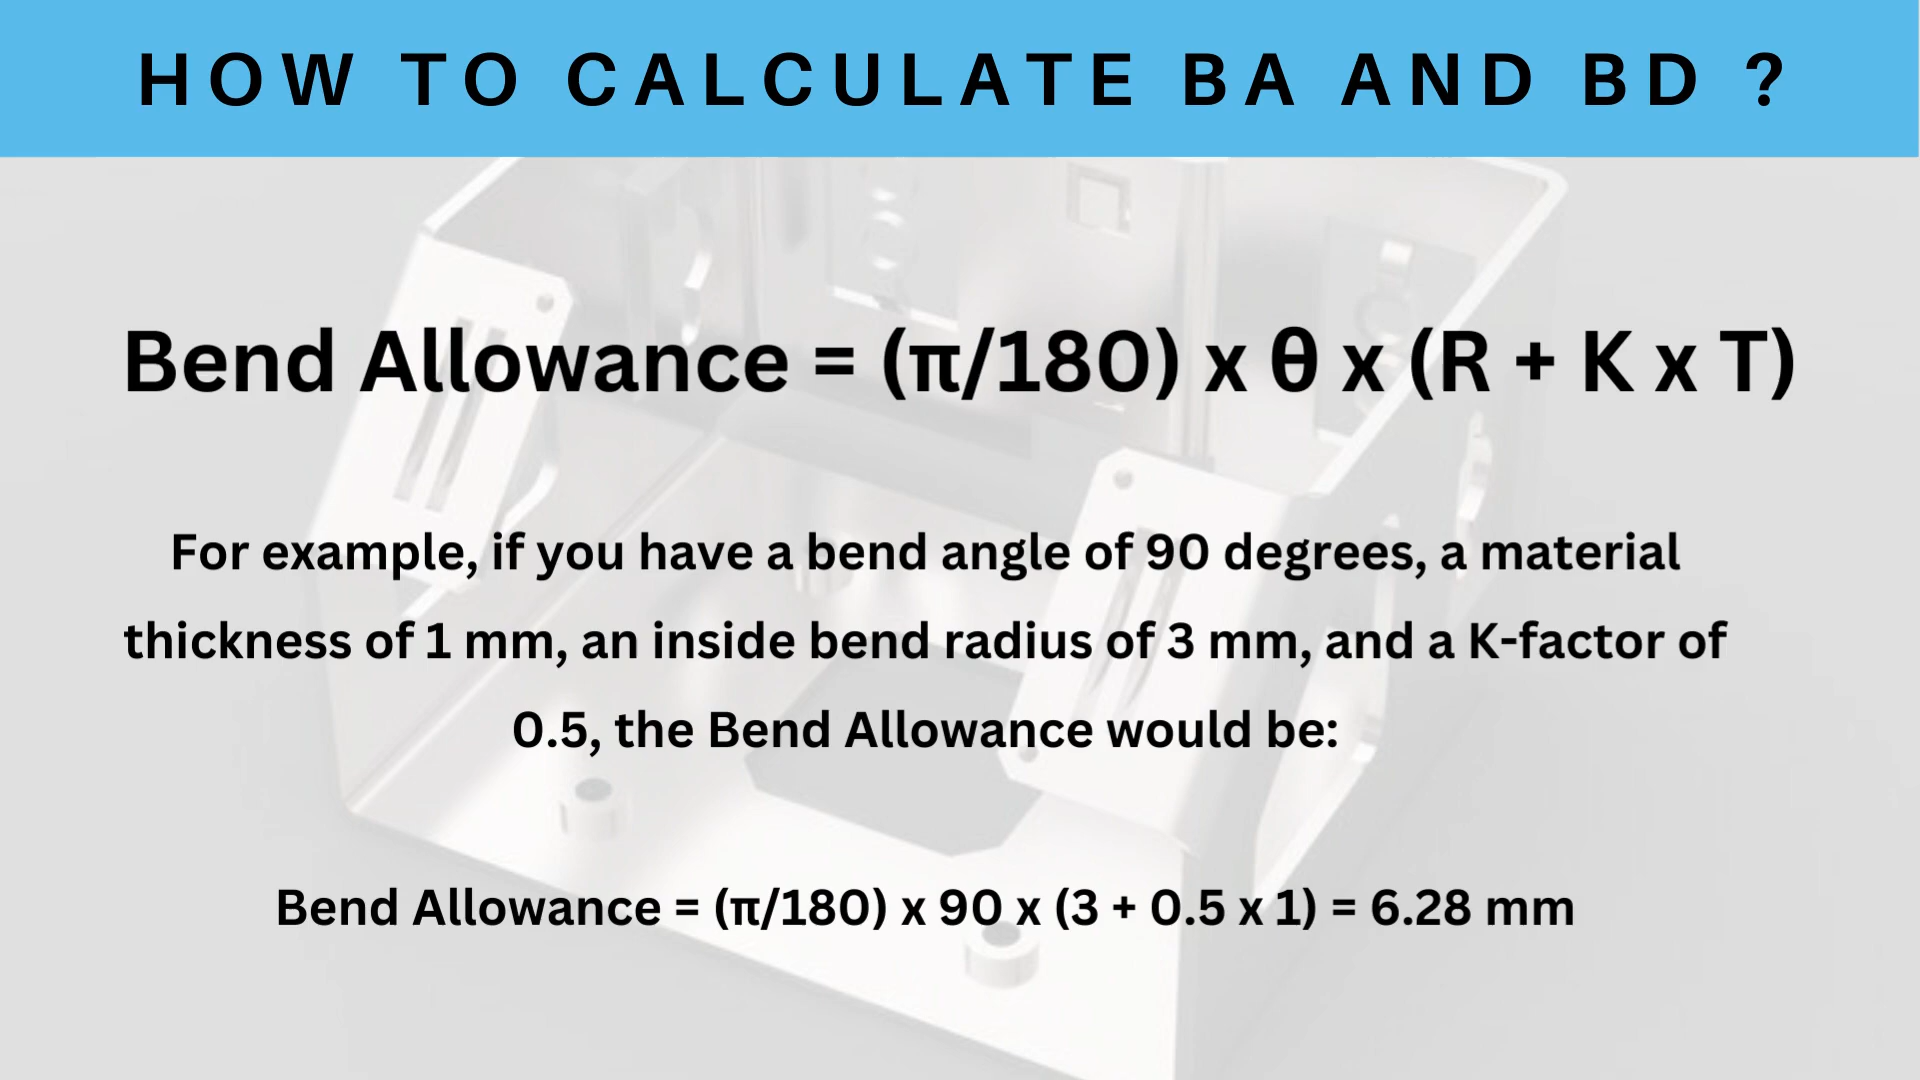 HOW TO CALCULATE BA AND BD ?
Bend Allowance = (π/180) x θ x (R + K x T)
For example, if you have a bend angle of 90 degrees, a material
thickness of 1 mm, an inside bend radius of 3 mm, and a K-factor of
0.5, the Bend Allowance would be:
Bend Allowance = (π/180) x 90 x (3 + 0.5 x 1) = 6.28 mm